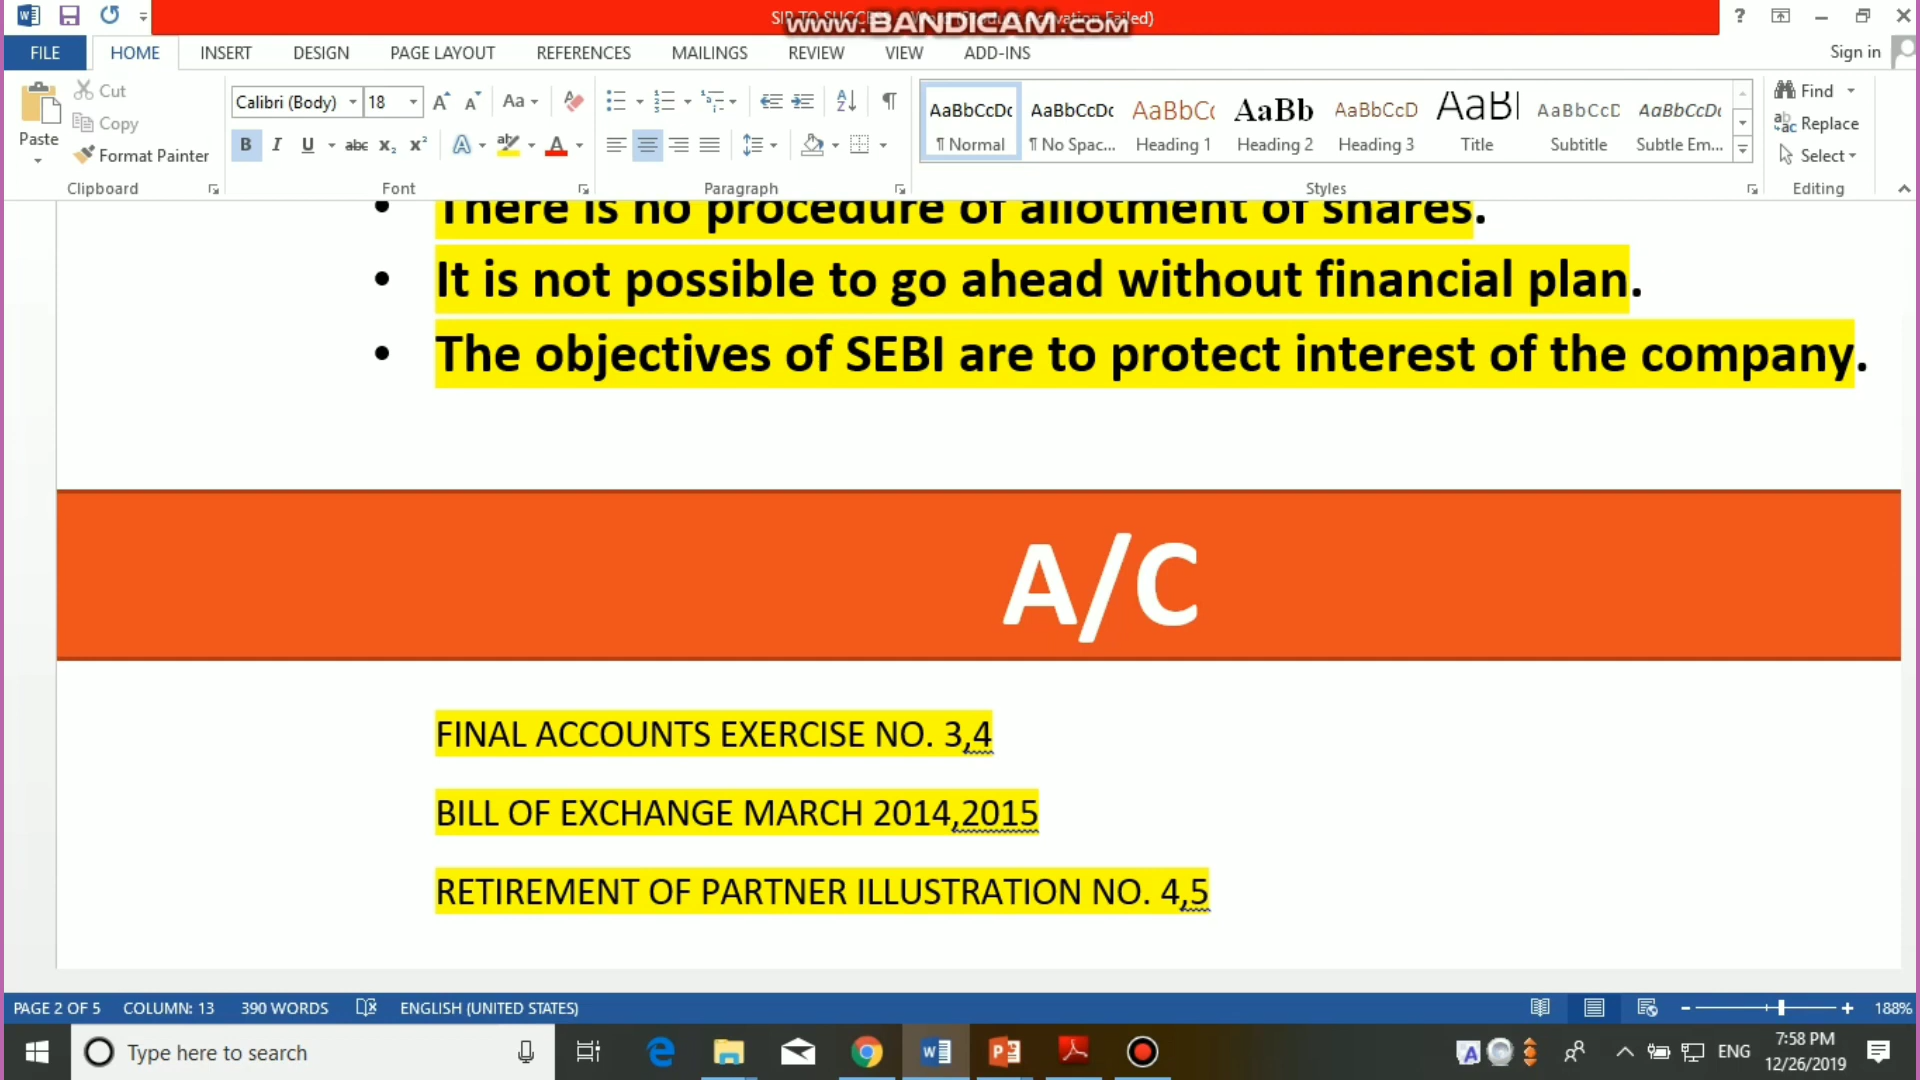 www.BANDICAM.com
FILE HOME INSERT DESIGN PAGE LAYOUT REFERENCES MAILINGS REVIEW VIEW ADD-INS Sign in
Paste
Cut
Copy
Format Painter
Clipboard
Calibri (Body) 18
Font
Paragraph
AaBbCcDc ¶ Normal
AaBbCcDc ¶ No Spac...
AaBbC Heading 1
AaBb Heading 2
AaBbCcD Heading 3
AaBl Title
AaBbCcD Subtitle
AaBbCcDc Subtle Em...
Styles
Find
Replace
Select
Editing
• There is no procedure of allotment of shares.
• It is not possible to go ahead without financial plan.
• The objectives of SEBI are to protect interest of the company.
A/C
FINAL ACCOUNTS EXERCISE NO. 3,4
BILL OF EXCHANGE MARCH 2014,2015
RETIREMENT OF PARTNER ILLUSTRATION NO. 4,5
PAGE 2 OF 5 COLUMN: 13 390 WORDS ENGLISH (UNITED STATES) 188%
Type here to search
ENG
7:58 PM
12/26/2019